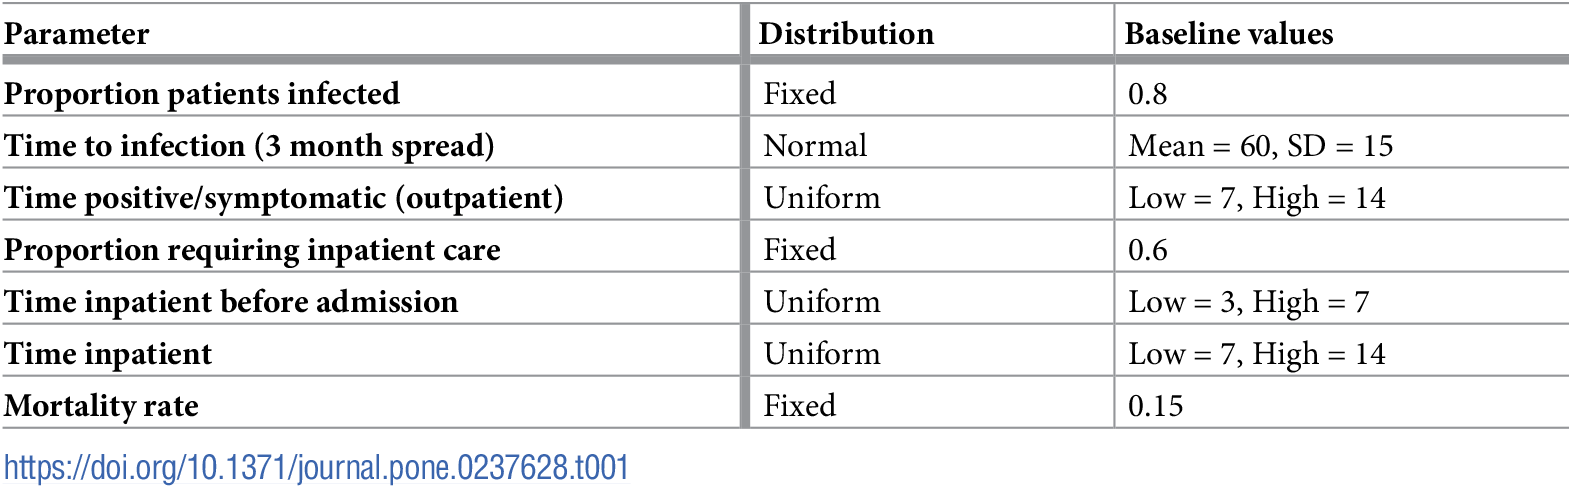 Parameter Distribution Baseline values
Proportion patients infected Fixed 0.8
Time to infection (3 month spread) Normal Mean = 60, SD = 15
Time positive/symptomatic (outpatient) Uniform Low = 7, High = 14
Proportion requiring inpatient care Fixed 0.6
Time inpatient before admission Uniform Low = 3, High = 7
Time inpatient Uniform Low = 7, High = 14
Mortality rate Fixed 0.15
https://doi.org/10.1371/journal.pone.0237628.t001